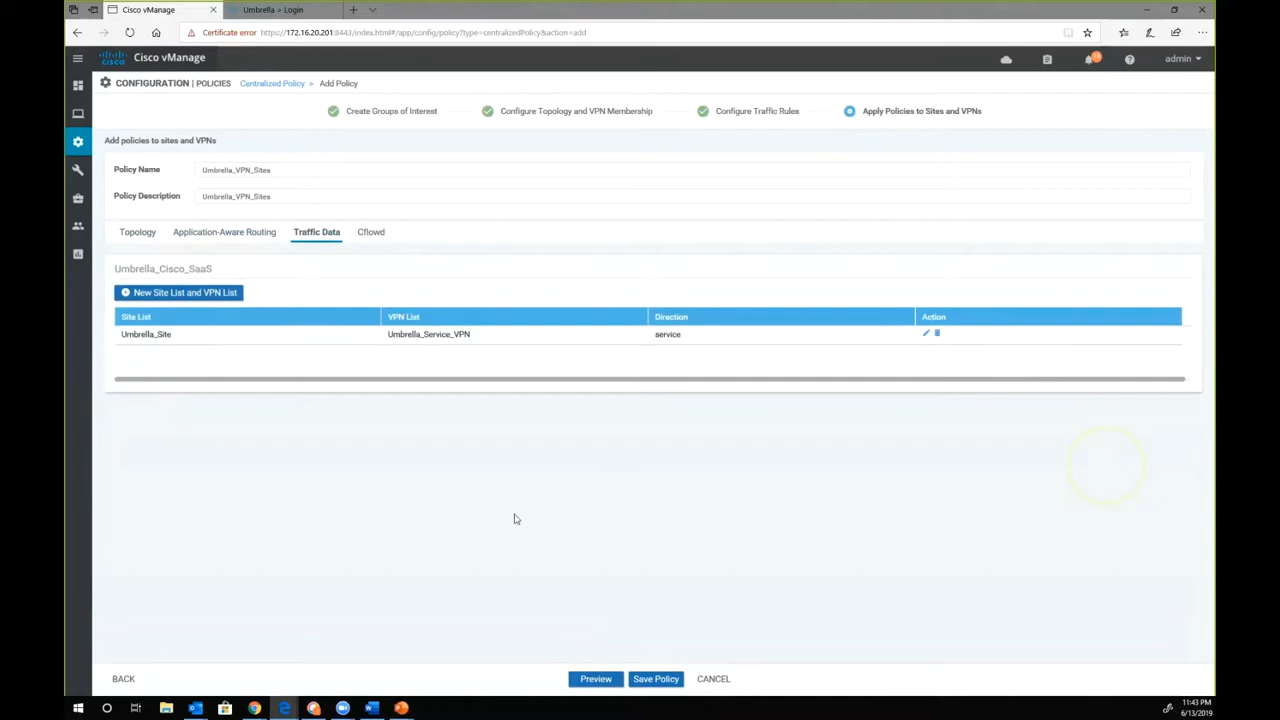 Cisco vManage
Umbrella > Login
Certificate error https://172.16.20.201:8443/index.html#/app/config/policy?type=centralizedPolicy&action=add
cisco Cisco vManage
admin
CONFIGURATION | POLICIES Centralized Policy > Add Policy
Create Groups of Interest Configure Topology and VPN Membership Configure Traffic Rules Apply Policies to Sites and VPNs
Add policies to sites and VPNs
Policy Name Umbrella_VPN_Sites
Policy Description Umbrella_VPN_Sites
Topology Application-Aware Routing Traffic Data Cflowd
Umbrella_Cisco_SaaS
New Site List and VPN List
Site List VPN List Direction Action
Umbrella_Site Umbrella_Service_VPN service
BACK Preview Save Policy CANCEL
11:43 PM
6/13/2019